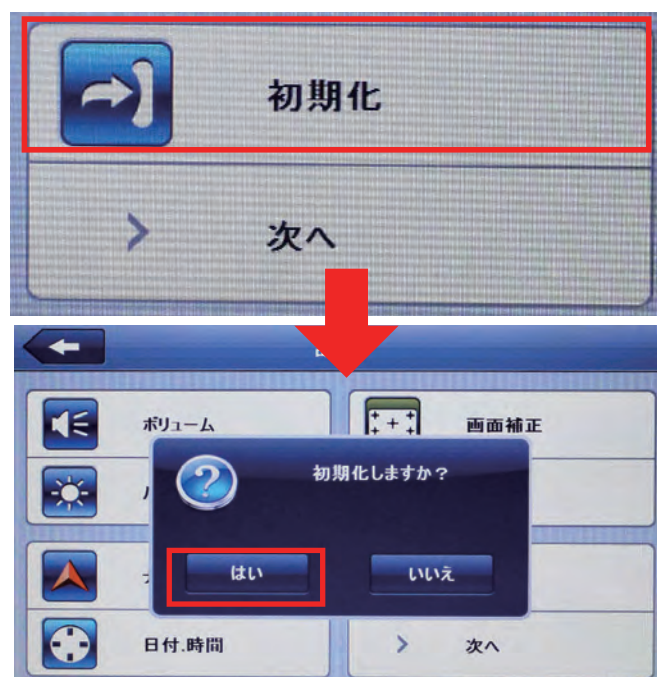 初期化
次へ
ボリューム
画面補正
初期化しますか？
はい
いいえ
日付.時間
次へ